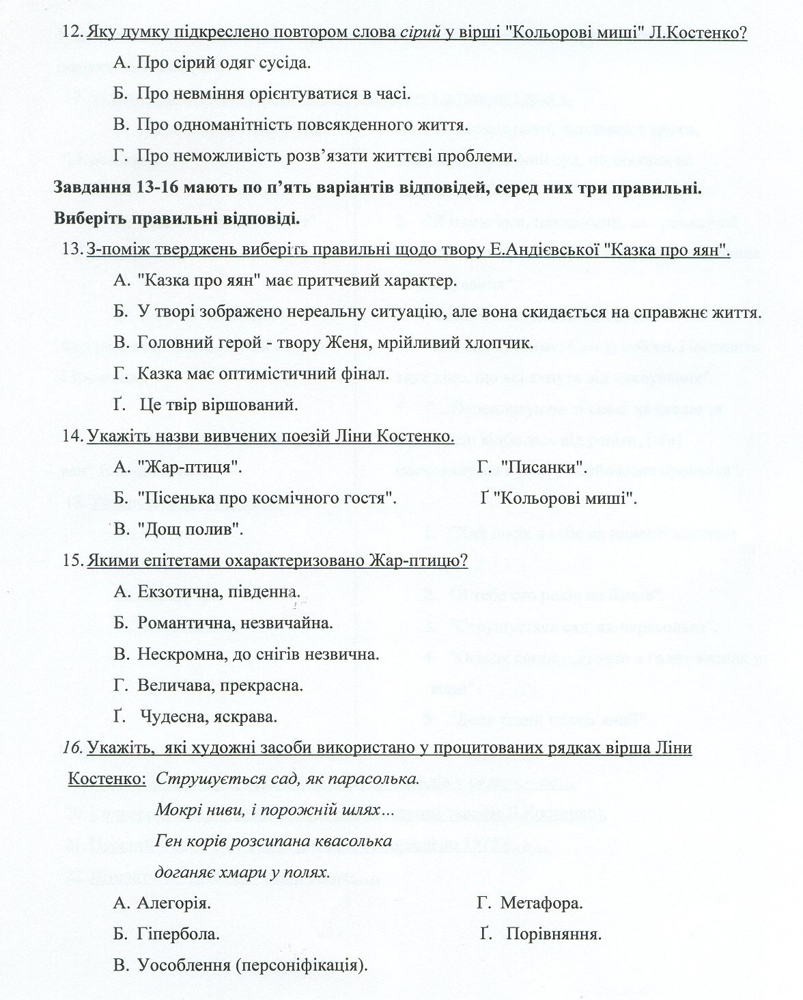 12. Яку думку підкреслено повтором слова сірий у вірші "Кольорові миші" Л.Костенко?
А. Про сірий одяг сусіда.
Б. Про невміння орієнтуватися в часі.
В. Про одноманітність повсякденного життя.
Г. Про неможливість розв’язати життєві проблеми.
Завдання 13-16 мають по п’ять варіантів відповідей, серед них три правильні.
Виберіть правильні відповіді.
13. З-поміж тверджень виберіть правильні щодо твору Е.Андієвської "Казка про яян".
А. "Казка про яян" має притчевий характер.
Б. У творі зображено нереальну ситуацію, але вона скидається на справжнє життя.
В. Головний герой - твору Женя, мрійливий хлопчик.
Г. Казка має оптимістичний фінал.
Ґ. Це твір віршований.
14. Укажіть назви вивчених поезій Ліни Костенко.
А. "Жар-птиця". Г. "Писанки".
Б. "Пісенька про космічного гостя". Ґ "Кольорові миші".
В. "Дощ полив".
15. Якими епітетами охарактеризовано Жар-птицю?
А. Екзотична, південна.
Б. Романтична, незвичайна.
В. Нескромна, до снігів незвична.
Г. Величава, прекрасна.
Ґ. Чудесна, яскрава.
16. Укажіть, які художні засоби використано у процитованих рядках вірша Ліни
Костенко: Струшується сад, як парасолька.
Мокрі ниви, і порожній шлях...
Ген корів розсипана квасолька
доганяє хмари у полях.
А. Алегорія. Г. Метафора.
Б. Гіпербола. Ґ. Порівняння.
В. Уособлення (персоніфікація).